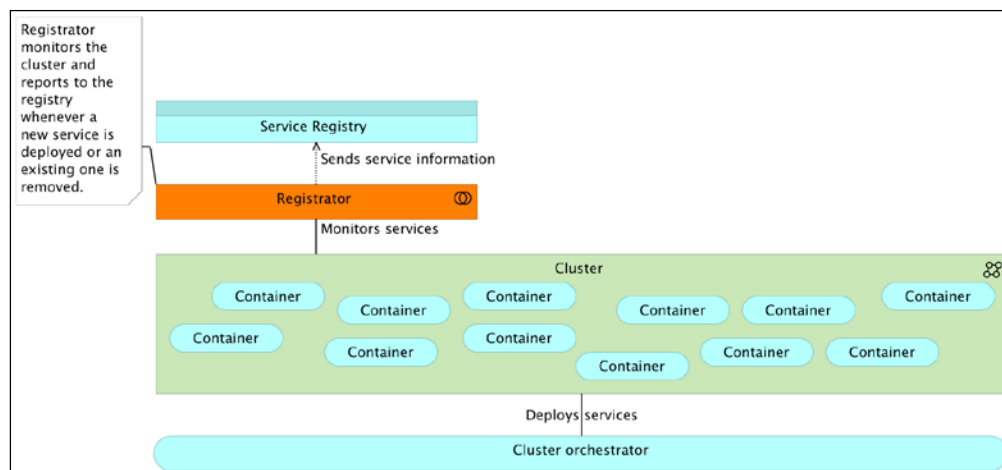 Registrator
monitors the
cluster and
reports to the
registry
whenever a
new service is
deployed or an
existing one is
removed.
Service Registry
Sends service information
Registrator
Monitors services
Cluster
Container
Container
Container
Container
Container
Container
Container
Container
Container
Container
Container
Container
Deploys services
Cluster orchestrator